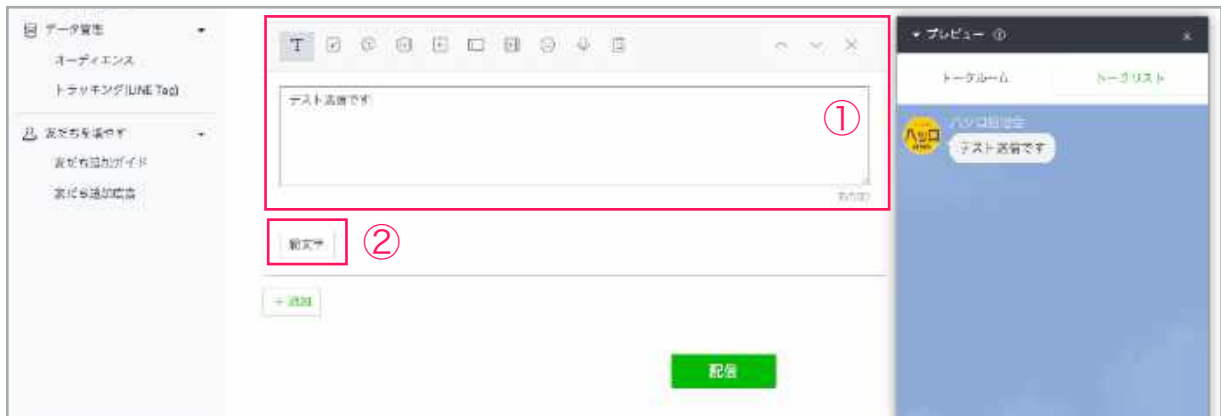 データ管理
オーディエンス
トラッキング(LINE Tag)
友だちを増やす
友だち追加ガイド
友だち追加広告
T
テスト送信です
①
絵文字
②
+ 追加
配信
プレビュー
トークルーム
トークリスト
テスト送信です